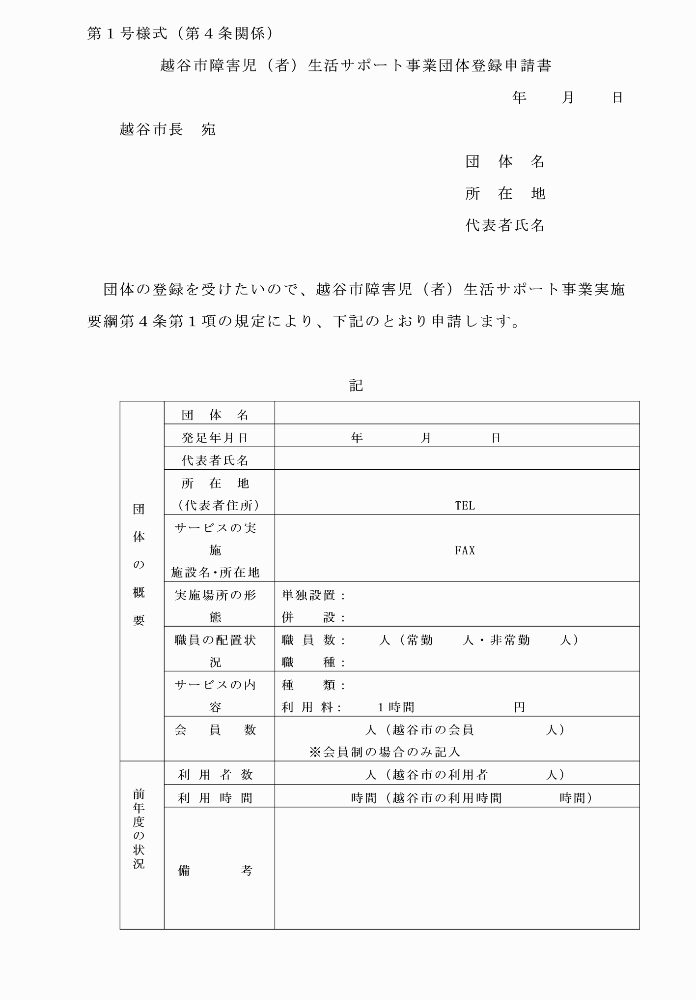 第１号様式（第４条関係）
越谷市障害児（者）生活サポート事業団体登録申請書
年　　月　　日
越谷市長　宛
団　体　名
所　在　地
代表者氏名
団体の登録を受けたいので、越谷市障害児（者）生活サポート事業実施
要綱第４条第１項の規定により、下記のとおり申請します。
記
団体の概要
団　体　名
発足年月日
年　　　　月　　　　日
代表者氏名
所　在　地
（代表者住所）
TEL
サービスの実
施
施設名・所在地
FAX
実施場所の形
態
単独設置：
併　　設：
職員の配置状
況
職 員 数：　　人（常勤　　人・非常勤　　人）
職　　種：
サービスの内
容
種　　類：
利 用 料：　　１時間　　　　　　　円
会　員　数
人（越谷市の会員　　　　　人）
※会員制の場合のみ記入
前年度の状況
利 用 者 数
人（越谷市の利用者　　　　人）
利 用 時 間
時間（越谷市の利用時間　　　　時間）
備　　　考